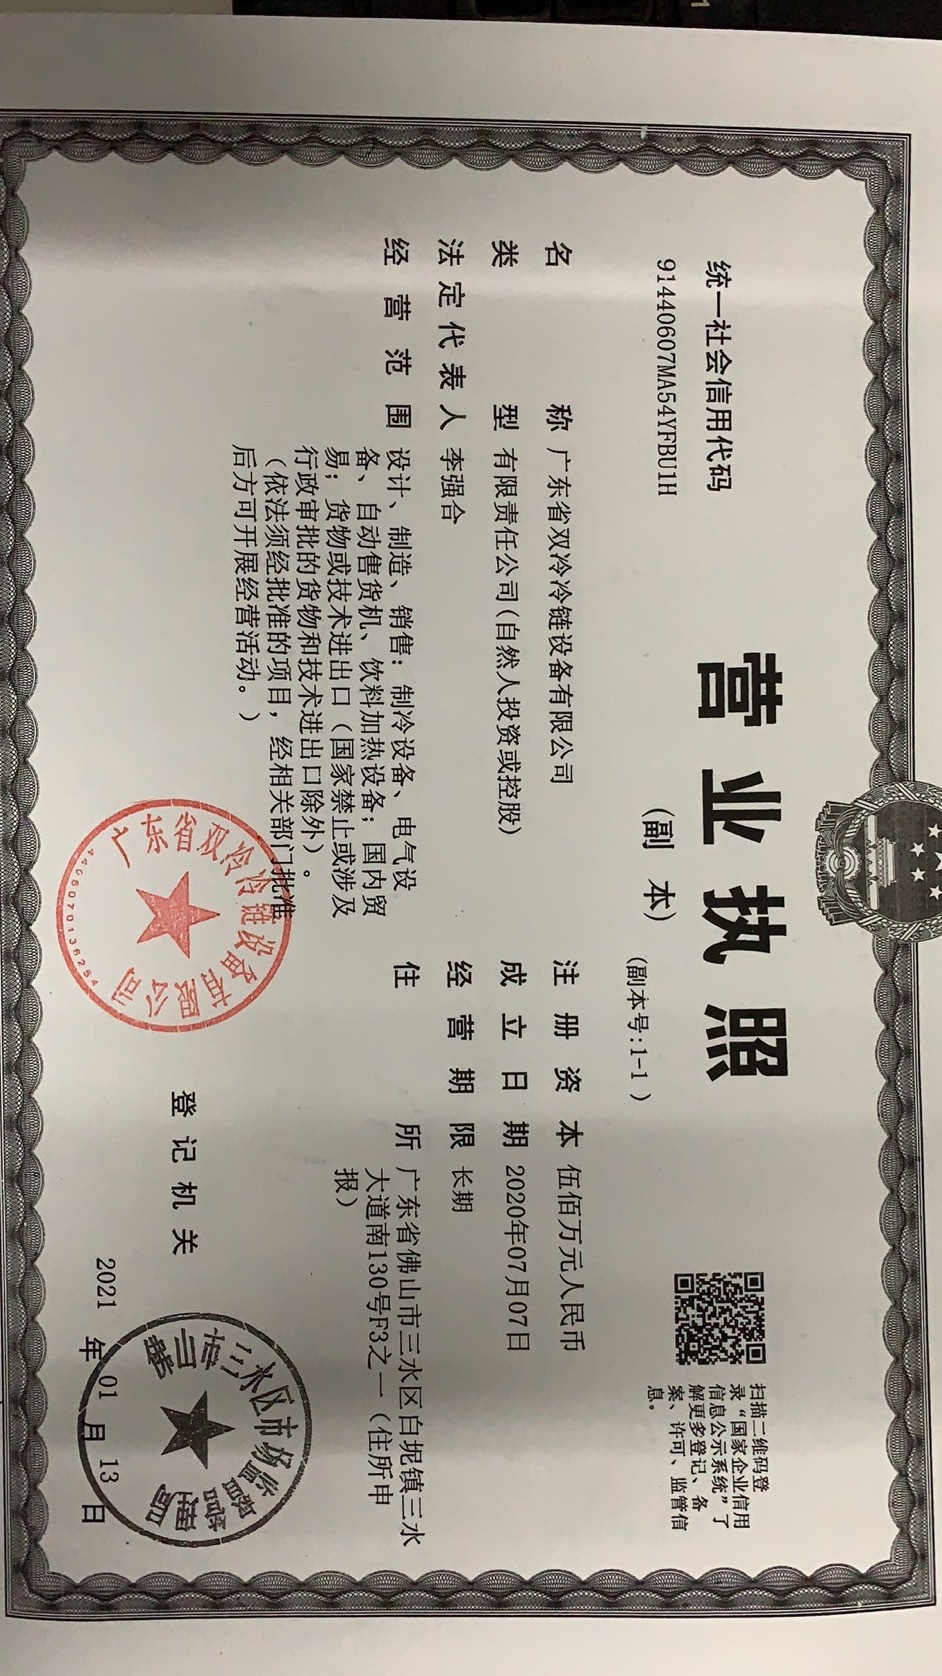 统一社会信用代码
91440607MA54YFBU1H
营业执照
（副 本）
（副本号:1-1）
扫描二维码登
录“国家企业信用
信息公示系统”了
解更多登记、备
案、许可、监管信
息。
名 称 广东省双冷冷链设备有限公司
类 型 有限责任公司(自然人投资或控股)
法定代表人 李强合
经营范围 设计、制造、销售：制冷设备、电气设
备、自动售货机、饮料加热设备；国内贸
易；货物或技术进出口（国家禁止或涉及
行政审批的货物和技术进出口除外）。
（依法须经批准的项目，经相关部门批准
后方可开展经营活动。）
注册资本 伍佰万元人民币
成立日期 2020年07月07日
经营期限 长期
住所 广东省佛山市三水区白坭镇三水
大道南130号F3之一（住所申
报）
广东省双冷冷链设备有限公司
4406070136254
登记机关
2021 年 01 月 13 日